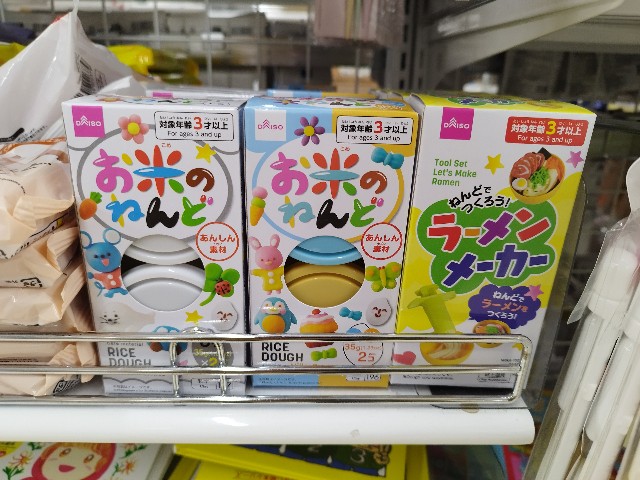 DAISO
対象年齢3才以上
For ages 3 and up
こめ
お米の
ねんど
あんしん
素材
RICE DOUGH
DAISO
対象年齢3才以上
For ages 3 and up
こめ
お米の
ねんど
あんしん
素材
RICE DOUGH
35g
DAISO
対象年齢3才以上
For ages 3 and up
Tool Set
Let's Make
Ramen
ねんどで
つくろう!
ラーメン
メーカー
ねんどで
ラーメンを
つくろう!